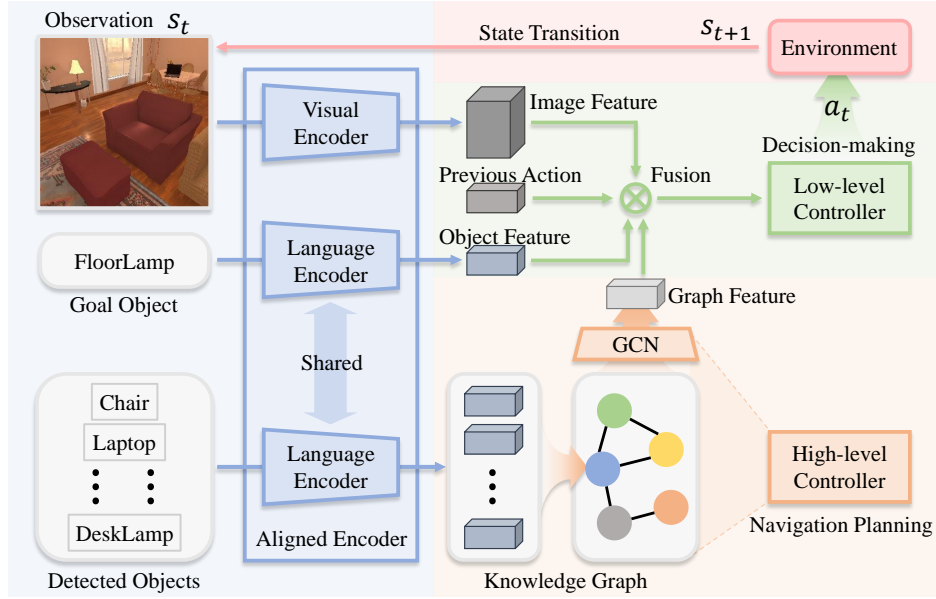 Observation s_t
State Transition
s_{t+1}
Environment
Visual
Encoder
Image Feature
a_t
Decision-making
Previous Action
Fusion
Low-level
Controller
FloorLamp
Goal Object
Language
Encoder
Object Feature
Graph Feature
Shared
GCN
Chair
Laptop
DeskLamp
Detected Objects
Language
Encoder
Aligned Encoder
Knowledge Graph
High-level
Controller
Navigation Planning